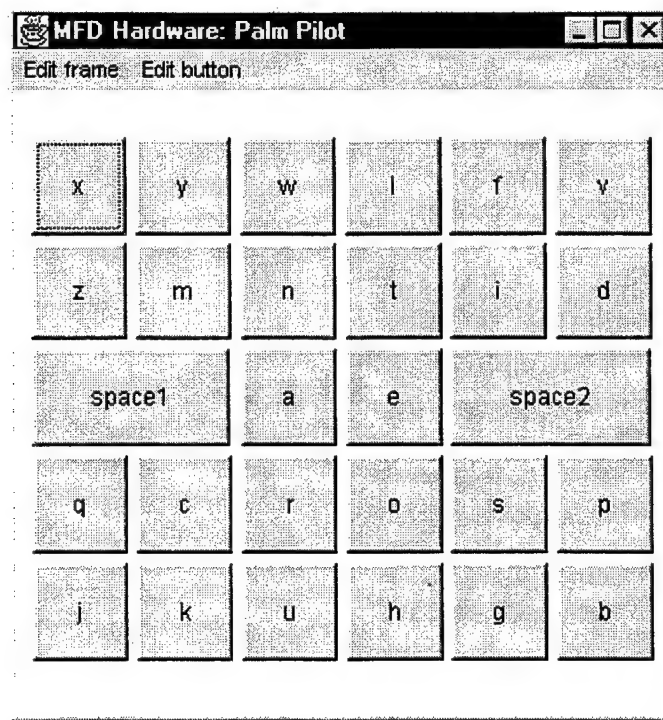 MFD Hardware: Palm Pilot
Edit frame Edit button
x y w l f v
z m n t i d
space1 a e space2
q c r o s p
j k u h g b